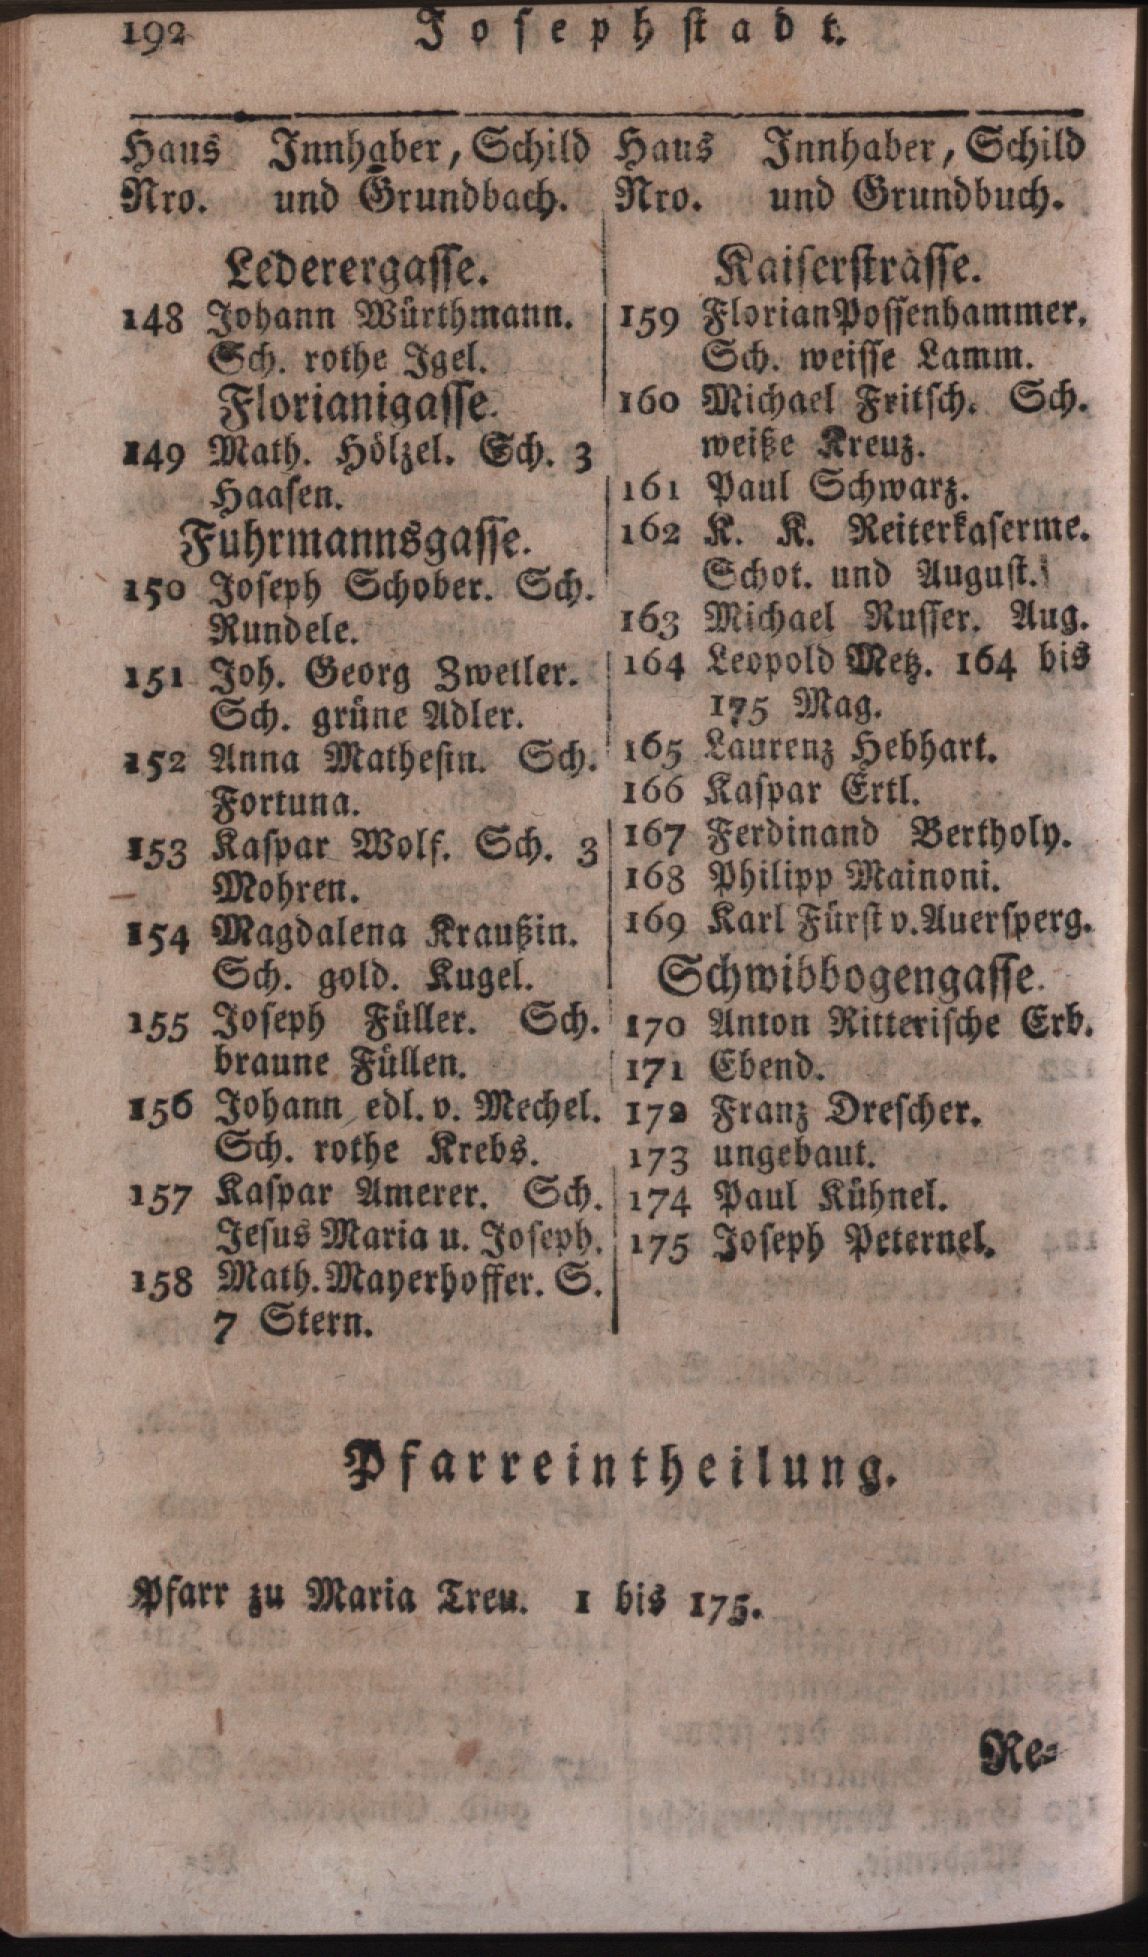 192 Josephstadt.
Haus Innhaber, Schild
Nro. und Grundbach.
Lederergasse.
148 Johann Würthmann.
Sch. rothe Igel.
Florianigasse.
149 Math. Hölzel. Sch. 3
Haasen.
Fuhrmannsgasse.
150 Joseph Schober. Sch.
Rundele.
151 Joh. Georg Zwetler.
Sch. grüne Adler.
152 Anna Mathesin. Sch.
Fortuna.
153 Kaspar Wolf. Sch. 3
Mohren.
154 Magdalena Kraußin.
Sch. gold. Kugel.
155 Joseph Füller. Sch.
braune Füllen.
156 Johann edl. v. Mechel.
Sch. rothe Krebs.
157 Kaspar Amerer. Sch.
Jesus Maria u. Joseph.
158 Math. Mayerhoffer. S.
7 Stern.
Haus Innhaber, Schild
Nro. und Grundbuch.
Kaiserstrasse.
159 Florian Possenhammer.
Sch. weisse Lamm.
160 Michael Fritsch. Sch.
weiße Kreuz.
161 Paul Schwarz.
162 K. K. Reiterkaserme.
Schot. und August.
163 Michael Russer. Aug.
164 Leopold Metz. 164 bis
175 Mag.
165 Laurenz Hebhart.
166 Kaspar Ertl.
167 Ferdinand Bertholy.
168 Philipp Mainoni.
169 Karl Fürst v. Auersperg.
Schwibbogengasse.
170 Anton Ritterische Erb.
171 Ebend.
172 Franz Drescher.
173 ungebaut.
174 Paul Kühnel.
175 Joseph Peternel.
Pfarreintheilung.
Pfarr zu Maria Treu. 1 bis 175.
Re-